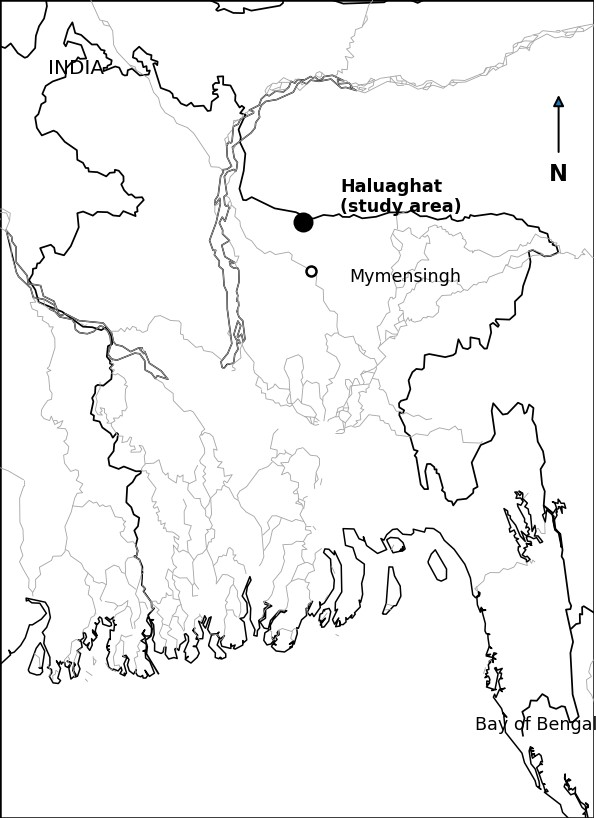 INDIA
N
Haluaghat
(study area)
Mymensingh
Bay of Bengal